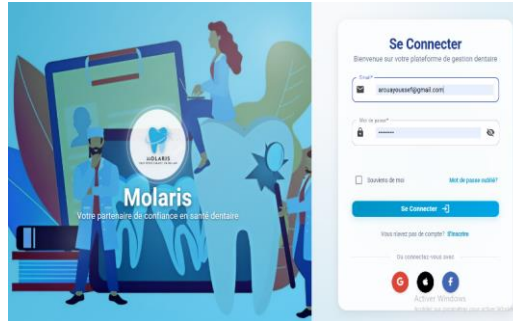 MOLARIS
Molaris
Votre partenaire de confiance en santé dentaire
Se Connecter
Bienvenue sur votre plateforme de gestion dentaire
Email*
arouayoussef@gmail.com
Mot de passe*
Souviens de moi
Mot de passe oublié?
Se Connecter
Vous n'avez pas de compte? S'inscrire
Ou connectez-vous avec
G
f
Activer Windows